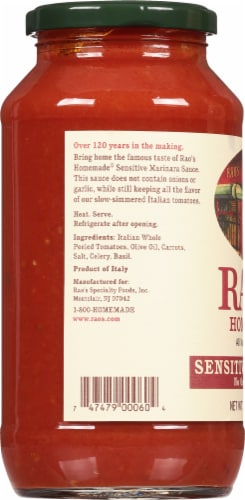 Over 120 years in the making.
Bring home the famous taste of Rao's
Homemade® Sensitive Marinara Sauce.
This sauce does not contain onions or
garlic, while still keeping all the flavor
of our slow-simmered Italian tomatoes.
Heat. Serve.
Refrigerate after opening.
Ingredients: Italian Whole
Peeled Tomatoes, Olive Oil, Carrots,
Salt, Celery, Basil.
Product of Italy
Manufactured for:
Rao's Specialty Foods, Inc.
Montclair, NJ 07042
1-800-HOMEMADE
www.raos.com
7 47479 00060 4
RA
HO
SENSITI
NET